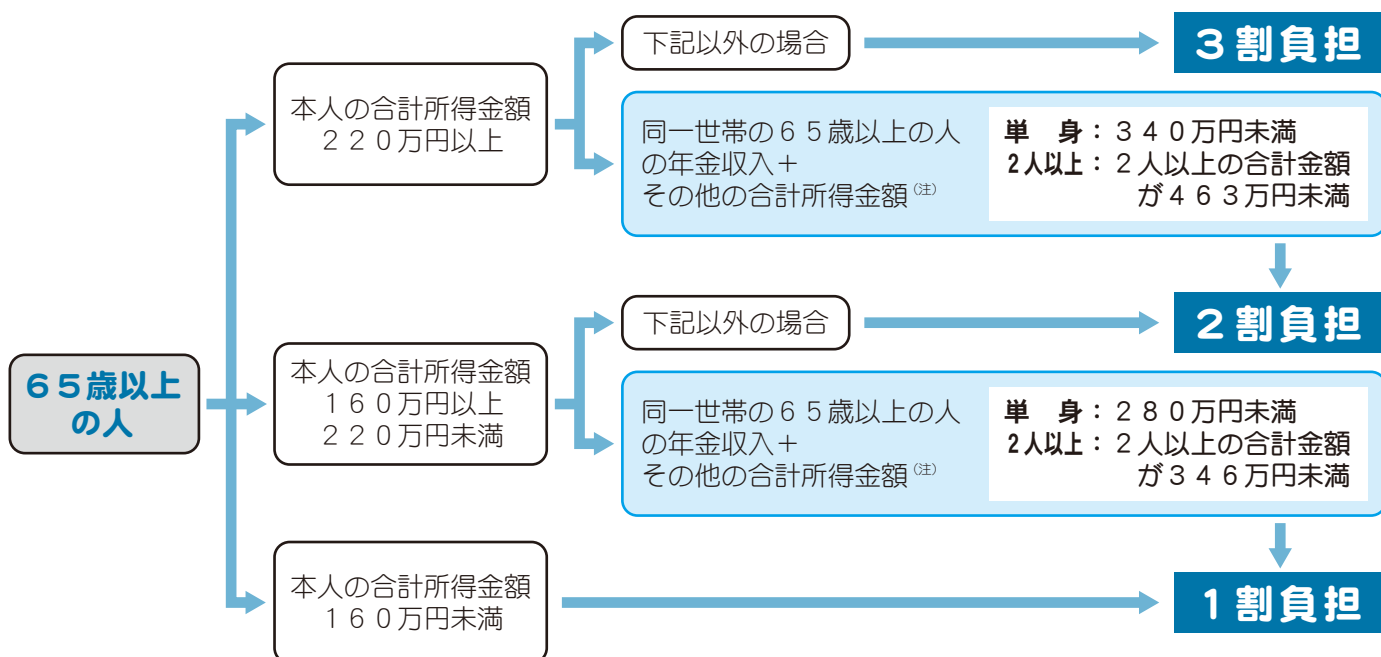 65歳以上
の人
本人の合計所得金額
220万円以上
下記以外の場合
3割負担
同一世帯の65歳以上の人
の年金収入＋
その他の合計所得金額(注)
単　身：340万円未満
2人以上：2人以上の合計金額
が463万円未満
本人の合計所得金額
160万円以上
220万円未満
下記以外の場合
2割負担
同一世帯の65歳以上の人
の年金収入＋
その他の合計所得金額(注)
単　身：280万円未満
2人以上：2人以上の合計金額
が346万円未満
本人の合計所得金額
160万円未満
1割負担